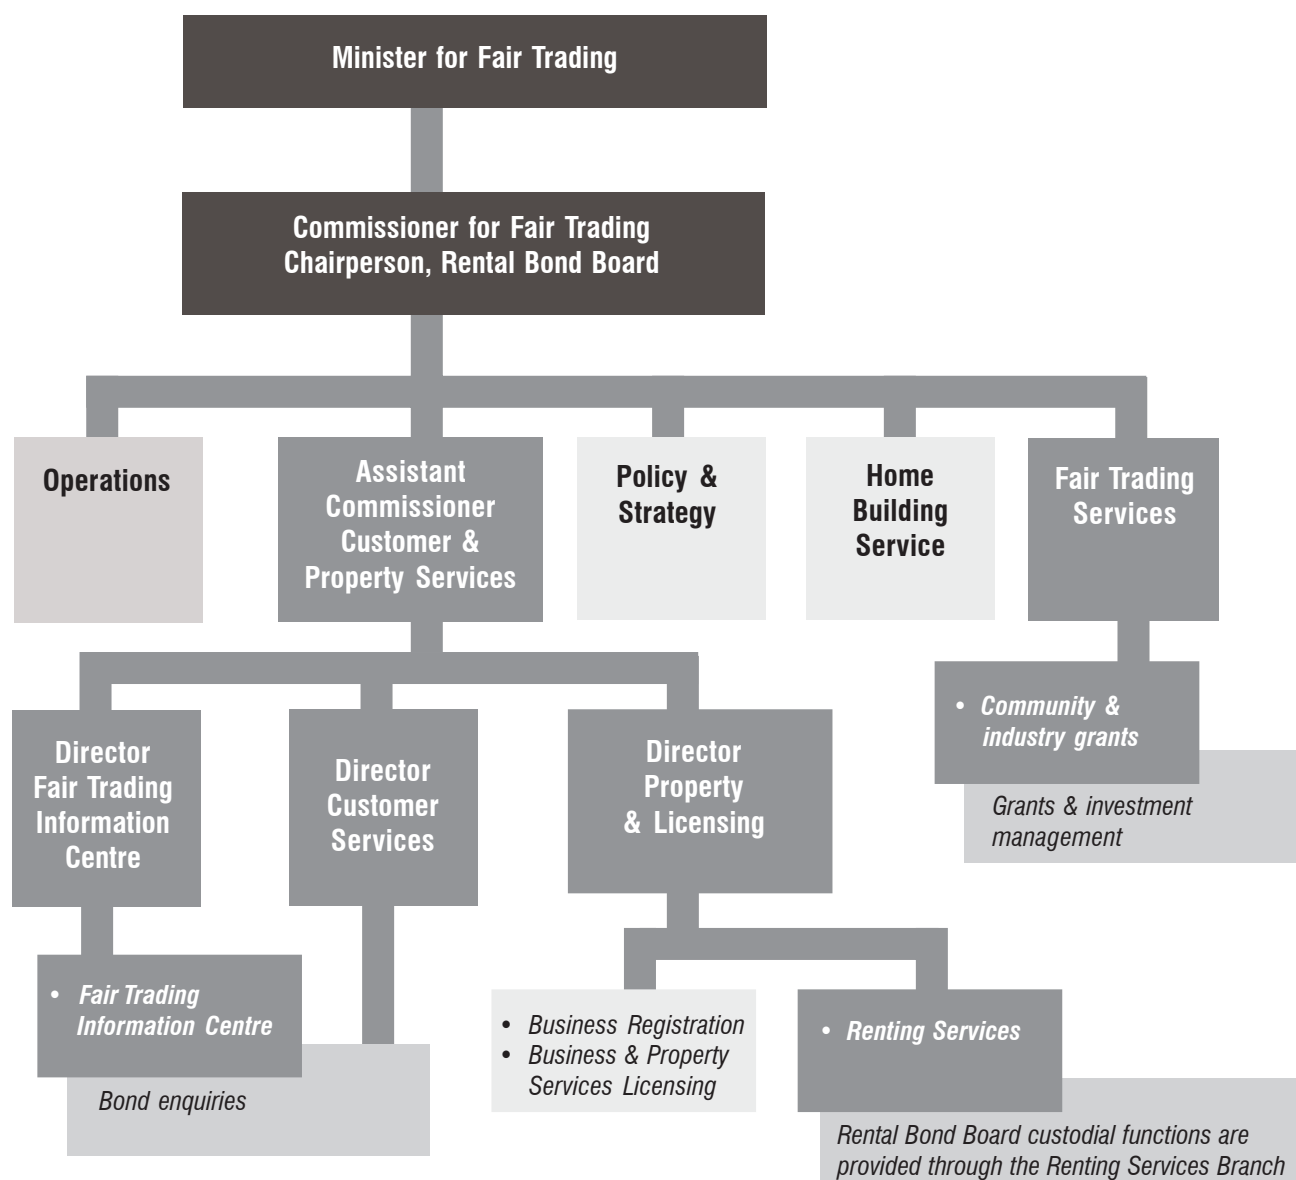 Minister for Fair Trading
Commissioner for Fair Trading
Chairperson, Rental Bond Board
Operations
Assistant
Commissioner
Customer &
Property Services
Policy &
Strategy
Home
Building
Service
Fair Trading
Services
• Community &
industry grants
Grants & investment
management
Director
Fair Trading
Information
Centre
Director
Customer
Services
Director
Property
& Licensing
• Fair Trading
Information Centre
Bond enquiries
• Business Registration
• Business & Property
Services Licensing
• Renting Services
Rental Bond Board custodial functions are
provided through the Renting Services Branch